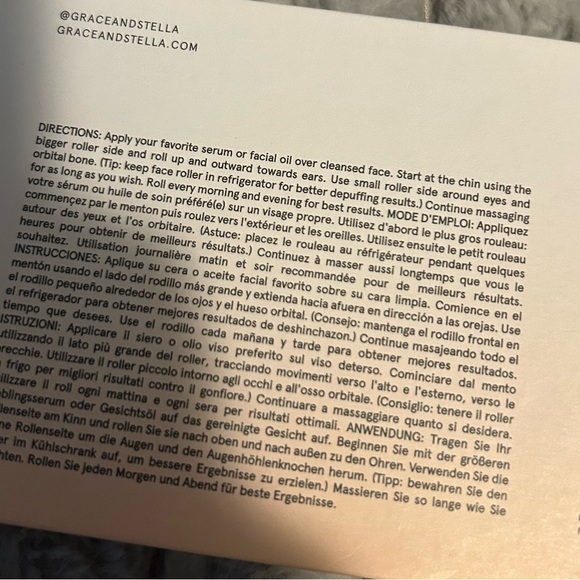 @GRACEANDSTELLA
GRACEANDSTELLA.COM
DIRECTIONS: Apply your favorite serum or facial oil over cleansed face. Start at the chin using the
bigger roller side and roll up and outward towards ears. Use small roller side around eyes and
orbital bone. (Tip: keep face roller in refrigerator for better depuffing results.) Continue massaging
for as long as you wish. Roll every morning and evening for best results. MODE D'EMPLOI: Appliquez
votre sérum ou huile de soin préféré(e) sur un visage propre. Utilizez d'abord le plus gros rouleau:
commençez par le menton puis roulez vers l'extérieur et les oreilles. Utilisez ensuite le petit rouleau
autour des yeux et l'os orbitaire. (Astuce: placez le rouleau au réfrigérateur pendant quelques
heures pour obtenir de meilleurs résultats.) Continuez à masser aussi longtemps que vous le
souhaitez. Utilisation journalière matin et soir recommandée pour de meilleurs résultats.
INSTRUCCIONES: Aplique su cera o aceite facial favorito sobre su cara limpia. Comience en el
mentón usando el lado del rodillo más grande y extienda hacia afuera en dirección a las orejas. Use
el rodillo pequeño alrededor de los ojos y el hueso orbital. (Consejo: mantenga el rodillo frontal en
el refrigerador para obtener mejores resultados de deshinchazon.) Continue masajeando todo el
tiempo que desees. Use el rodillo cada mañana y tarde para obtener mejores resultados.
ISTRUZIONI: Applicare il siero o olio viso preferito sul viso deterso. Cominciare dal mento
utilizzando il lato più grande del roller, tracciando movimenti verso l'alto e l'esterno, verso le
orecchie. Utilizzare il roller piccolo intorno agli occhi e all'osso orbitale. (Consiglio: tenere il roller
frigo per migliori risultati contro il gonfiore.) Continuare a massaggiare quanto si desidera.
ilizzare il roll ogni mattina e ogni sera per risultati ottimali. ANWENDUNG: Tragen Sie Ihr
blingsserum oder Gesichtsöl auf das gereinigte Gesicht auf. Beginnen Sie mit der größeren
llenseite am Kinn und rollen Sie sie nach oben und nach außen zu den Ohren. Verwenden Sie die
ne Rollenseite um die Augen und den Augenhöhlenknochen herum. (Tipp: bewahren Sie den
er im Kühlschrank auf, um bessere Ergebnisse zu erzielen.) Massieren Sie so lange wie Sie
hten. Rollen Sie jeden Morgen und Abend für beste Ergebnisse.